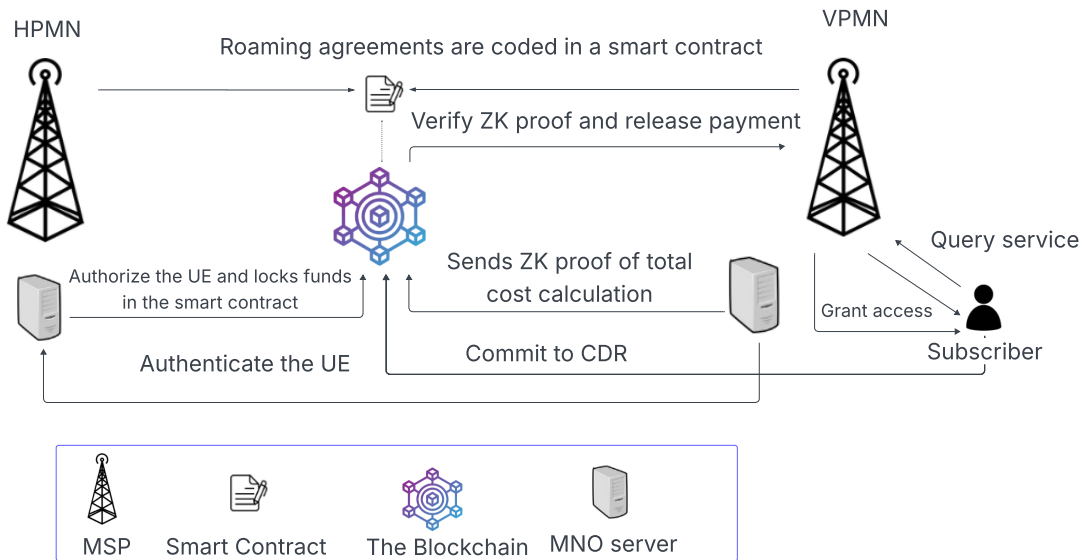 HPMN
VPMN
Roaming agreements are coded in a smart contract
Verify ZK proof and release payment
Query service
Sends ZK proof of total
cost calculation
Authorize the UE and locks funds
in the smart contract
Grant access
Subscriber
Authenticate the UE
Commit to CDR
MSP
Smart Contract
The Blockchain
MNO server